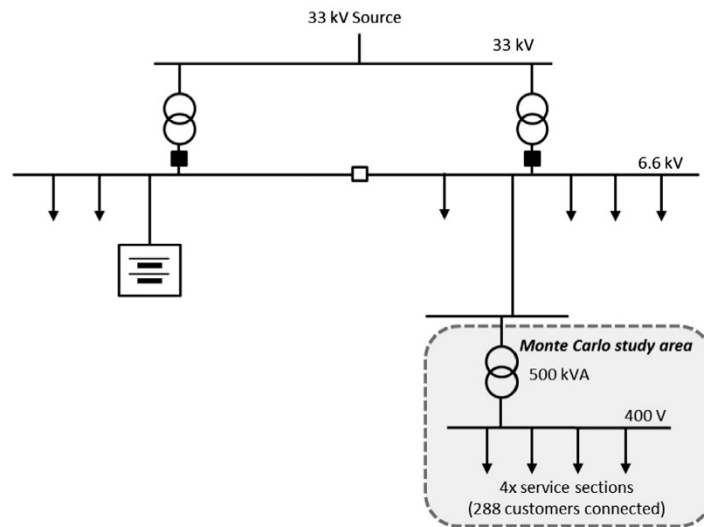 33 kV Source
33 kV
6.6 kV
Monte Carlo study area
500 kVA
400 V
4x service sections
(288 customers connected)